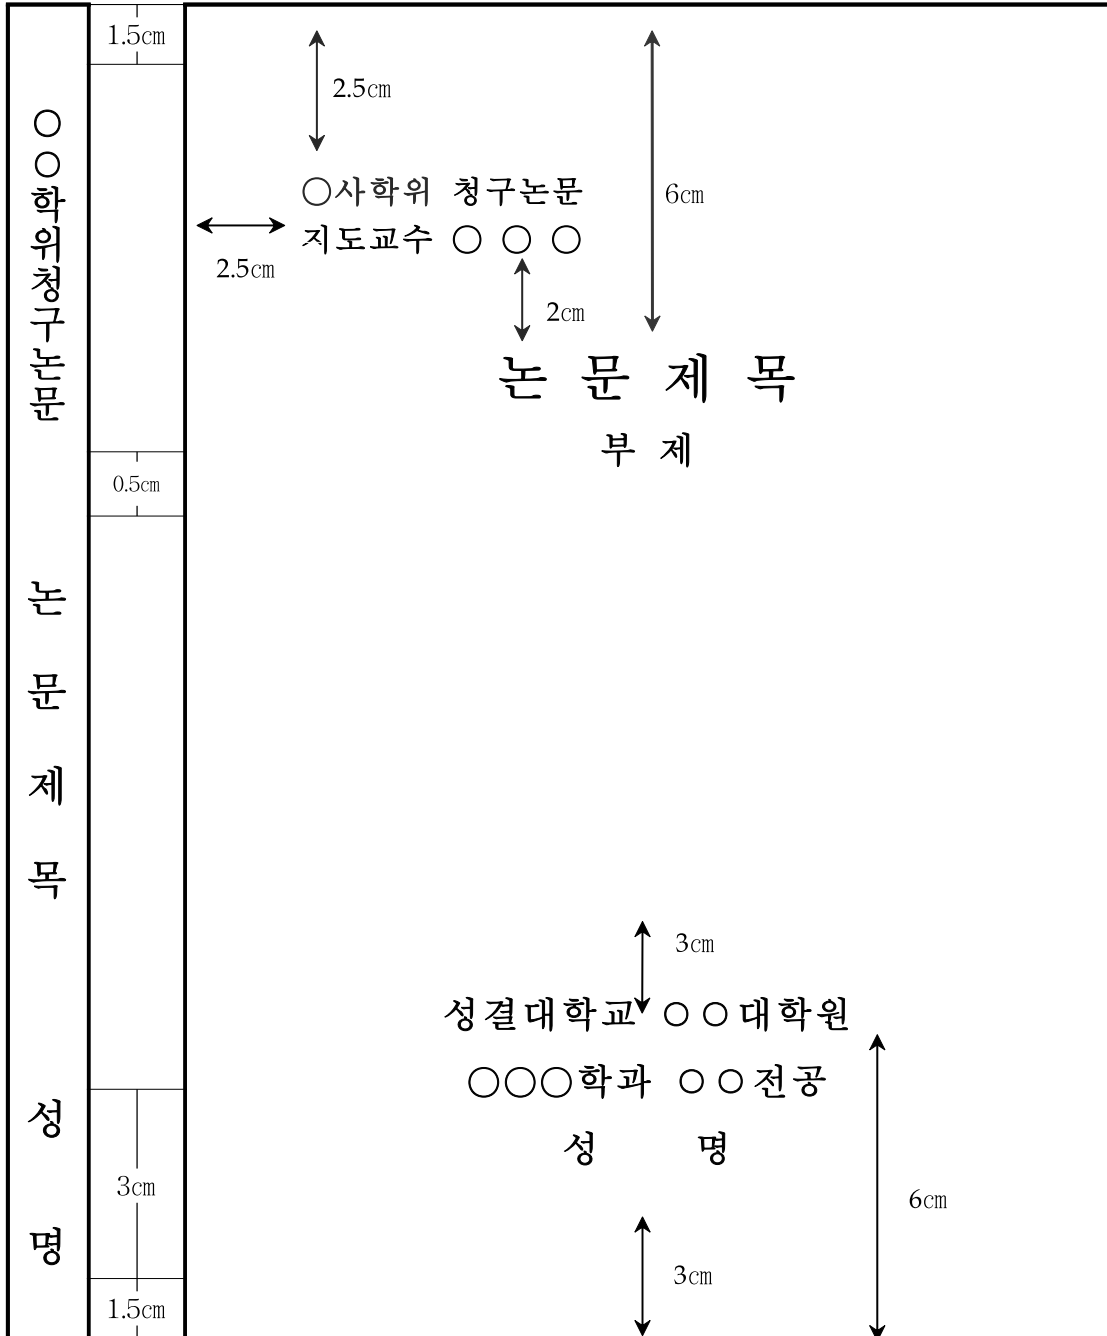 ○○학위청구논문
논문제목
성명
1.5cm
0.5cm
3cm
1.5cm
2.5cm
6cm
○사학위 청구논문
지도교수 ○ ○ ○
2.5cm
2cm
논 문 제 목
부 제
3cm
성결대학교 ○○대학원
○○○학과 ○○전공
성 명
6cm
3cm